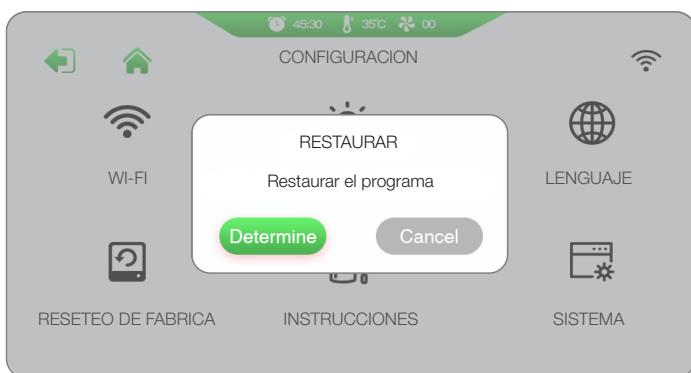 45:30 35℃ 00
CONFIGURACION
RESTAURAR
Restaurar el programa
Determine Cancel
WI-FI LENGUAJE
RESETEO DE FABRICA INSTRUCCIONES SISTEMA